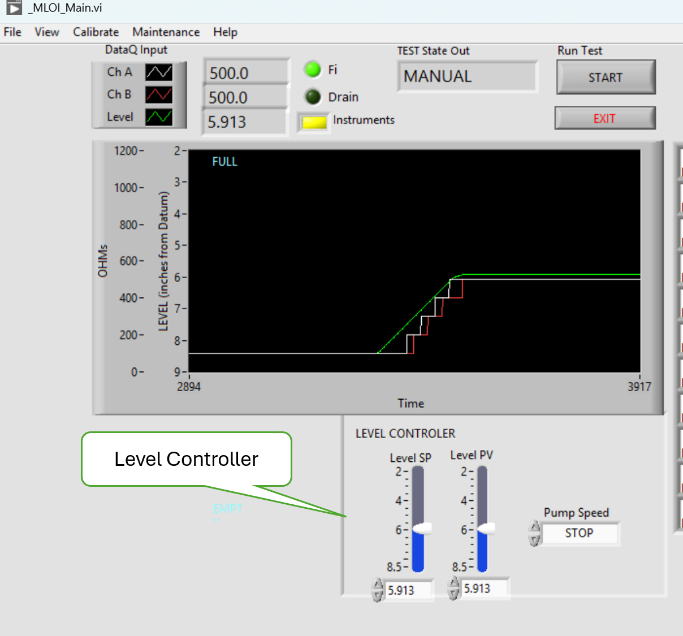 _MLOI_Main.vi
File View Calibrate Maintenance Help
DataQ Input
TEST State Out
Run Test
Ch A
500.0
Fi
MANUAL
START
Ch B
500.0
Drain
Level
5.913
Instruments
EXIT
FULL
1200
1000
800
600
400
200
0
OHMs
2
3
4
5
6
7
8
9
LEVEL (inches from Datum)
2894
3917
Time
LEVEL CONTROLER
Level Controller
Level SP
Level PV
2
4
6
8.5
5.913
2
4
6
8.5
5.913
Pump Speed
STOP